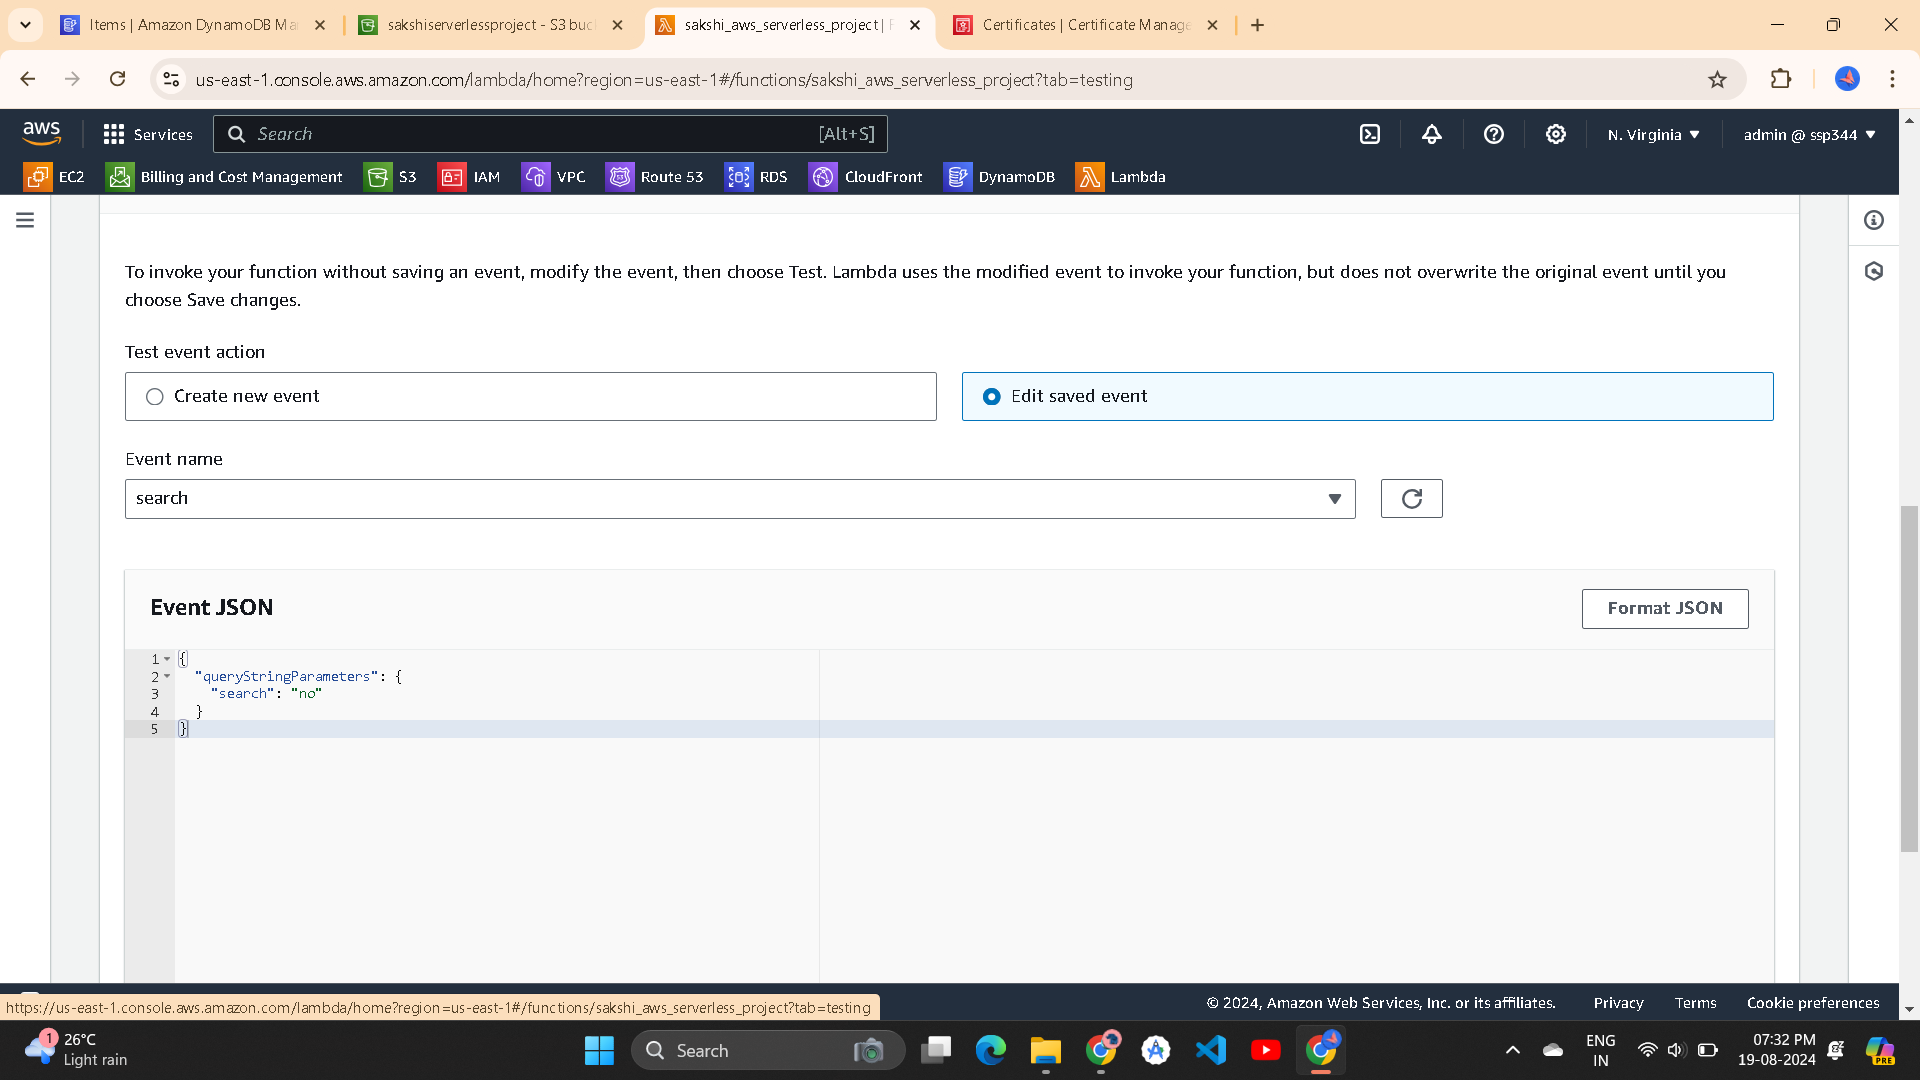 Items | Amazon DynamoDB Ma
sakshiserverlessproject - S3 buc
sakshi_aws_serverless_project | F
Certificates | Certificate Manage
us-east-1.console.aws.amazon.com/lambda/home?region=us-east-1#/functions/sakshi_aws_serverless_project?tab=testing
aws
Services
Search
[Alt+S]
N. Virginia
admin @ ssp344
EC2
Billing and Cost Management
S3
IAM
VPC
Route 53
RDS
CloudFront
DynamoDB
Lambda
To invoke your function without saving an event, modify the event, then choose Test. Lambda uses the modified event to invoke your function, but does not overwrite the original event until you
choose Save changes.
Test event action
Create new event
Edit saved event
Event name
search
Event JSON
Format JSON
1 {
2 "queryStringParameters": {
3 "search": "no"
4 }
5 }
https://us-east-1.console.aws.amazon.com/lambda/home?region=us-east-1#/functions/sakshi_aws_serverless_project?tab=testing
© 2024, Amazon Web Services, Inc. or its affiliates.
Privacy
Terms
Cookie preferences
1
26°C
Light rain
Search
ENG
IN
07:32 PM
19-08-2024
PRE